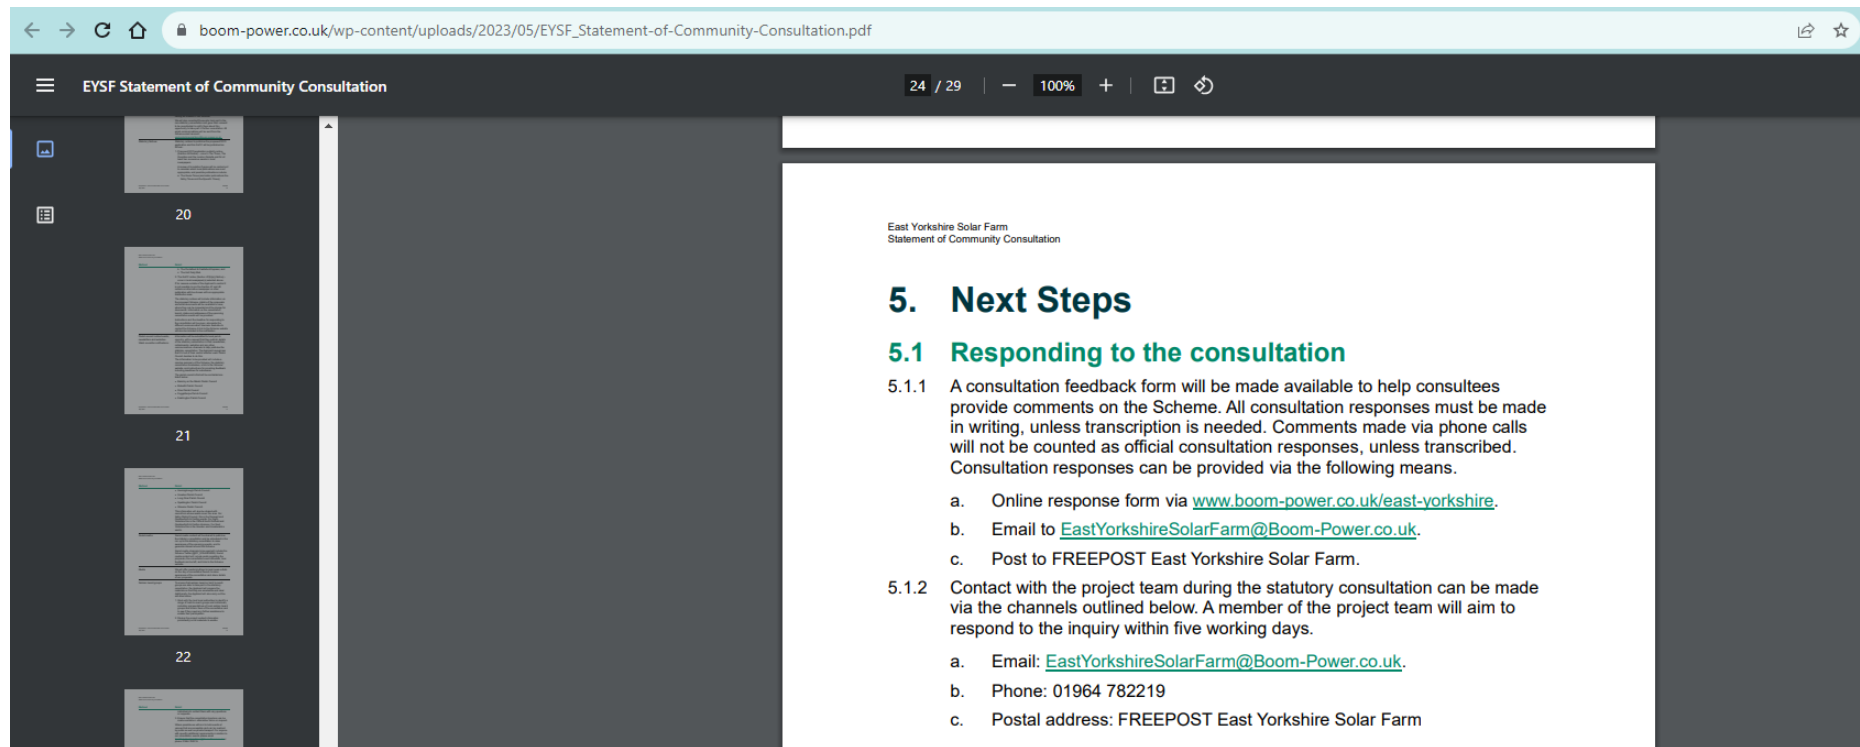 boom-power.co.uk/wp-content/uploads/2023/05/EYSF_Statement-of-Community-Consultation.pdf
EYSF Statement of Community Consultation
24 / 29
100%
20
21
22
East Yorkshire Solar Farm
Statement of Community Consultation
5. Next Steps
5.1 Responding to the consultation
5.1.1 A consultation feedback form will be made available to help consultees
provide comments on the Scheme. All consultation responses must be made
in writing, unless transcription is needed. Comments made via phone calls
will not be counted as official consultation responses, unless transcribed.
Consultation responses can be provided via the following means.
a. Online response form via www.boom-power.co.uk/east-yorkshire.
b. Email to EastYorkshireSolarFarm@Boom-Power.co.uk.
c. Post to FREEPOST East Yorkshire Solar Farm.
5.1.2 Contact with the project team during the statutory consultation can be made
via the channels outlined below. A member of the project team will aim to
respond to the inquiry within five working days.
a. Email: EastYorkshireSolarFarm@Boom-Power.co.uk.
b. Phone: 01964 782219
c. Postal address: FREEPOST East Yorkshire Solar Farm